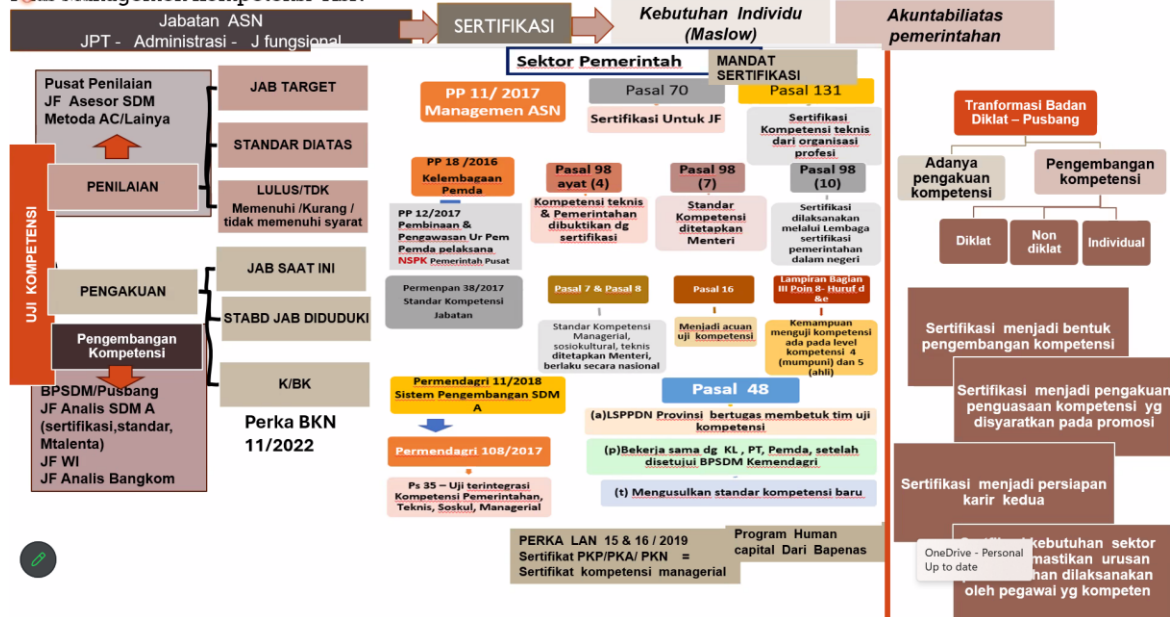 Managemen Kompetensi
Jabatan ASN
JPT - Administrasi - J fungsional
SERTIFIKASI
Kebutuhan Individu
(Maslow)
Akuntabiliatas
pemerintahan
UJI KOMPETENSI
Pusat Penilaian
JF Asesor SDM
Metoda AC/Lainya
PENILAIAN
JAB TARGET
STANDAR DIATAS
LULUS/TDK
Memenuhi /Kurang /
tidak memenuhi syarat
PENGAKUAN
Pengembangan
Kompetensi
BPSDM/Pusbang
JF Analis SDM A
(sertifikasi,standar,
Mtalenta)
JF WI
JF Analis Bangkom
JAB SAAT INI
STABD JAB DIDUDUKI
K/BK
Perka BKN
11/2022
Sektor Pemerintah
MANDAT
SERTIFIKASI
PP 11/ 2017
Managemen ASN
Pasal 70
Sertifikasi Untuk JF
Pasal 131
Sertifikasi
Kompetensi teknis
dari organisasi
profesi
PP 18 /2016
Kelembagaan
Pemda
PP 12/2017
Pembinaan &
Pengawasan Ur Pem
Pemda pelaksana
NSPK Pemerintah Pusat
Pasal 98
ayat (4)
Kompetensi teknis
& Pemerintahan
dibuktikan dg
sertifikasi
Pasal 98
(7)
Standar
Kompetensi
ditetapkan
Menteri
Pasal 98
(10)
Sertifikasi
dilaksanakan
melalui Lembaga
sertifikasi
pemerintahan
dalam negeri
Permenpan 38/2017
Standar Kompetensi
Jabatan
Pasal 7 & Pasal 8
Standar Kompetensi
Managerial,
sosiokultural, teknis
ditetapkan Menteri,
berlaku secara nasional
Pasal 16
Menjadi acuan
uji kompetensi
Lampiran Bagian
III Poin 8- Huruf d
&e
Kemampuan
menguji kompetensi
ada pada level
kompetensi 4
(mumpuni) dan 5
(ahli)
Permendagri 11/2018
Sistem Pengembangan SDM
A
Permendagri 108/2017
Ps 35 – Uji terintegrasi
Kompetensi Pemerintahan,
Teknis, Soskul, Managerial
Pasal 48
(a)LSPPDN Provinsi bertugas membetuk tim uji
kompetensi
(p)Bekerja sama dg KL , PT, Pemda, setelah
disetujui BPSDM Kemendagri
(t) Mengusulkan standar kompetensi baru
PERKA LAN 15 & 16 / 2019
Sertifikat PKP/PKA/ PKN =
Sertifikat kompetensi managerial
Program Human
capital Dari Bapenas
Tranformasi Badan
Diklat – Pusbang
Adanya
pengakuan
kompetensi
Pengembangan
kompetensi
Diklat
Non
diklat
Individual
Sertifikasi menjadi bentuk
pengembangan kompetensi
Sertifikasi menjadi pengakuan
penguasaan kompetensi yg
disyaratkan pada promosi
Sertifikasi menjadi persiapan
karir kedua
kebutuhan sektor
mastikan urusan
han dilaksanakan
oleh pegawai yg kompeten
OneDrive - Personal
Up to date